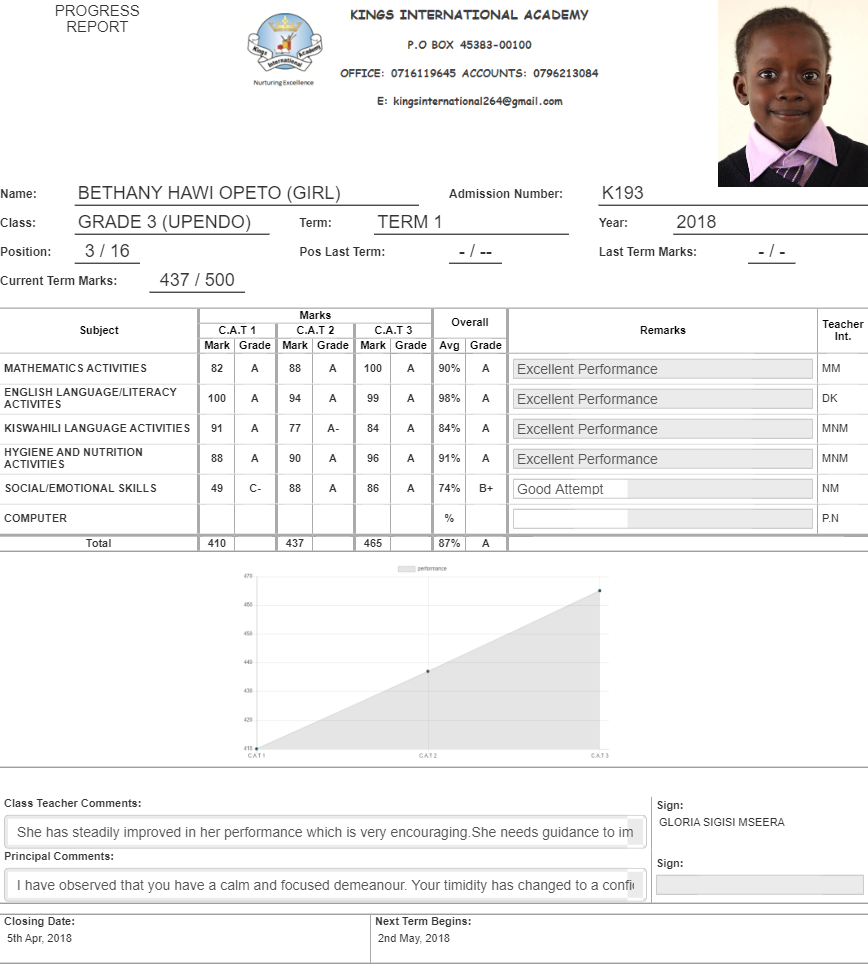 PROGRESS
REPORT
KINGS INTERNATIONAL ACADEMY
P.O BOX 45383-00100
OFFICE: 0716119645 ACCOUNTS: 0796213084
E: kingsinternational264@gmail.com
Kings International Academy
Nurturing Excellence
Name: BETHANY HAWI OPETO (GIRL) Admission Number: K193
Class: GRADE 3 (UPENDO) Term: TERM 1 Year: 2018
Position: 3 / 16 Pos Last Term: - / -- Last Term Marks: - / -
Current Term Marks: 437 / 500
Subject Marks Overall Remarks Teacher Int.
C.A.T 1 C.A.T 2 C.A.T 3
Mark Grade Mark Grade Mark Grade Avg Grade
MATHEMATICS ACTIVITIES 82 A 88 A 100 A 90% A Excellent Performance MM
ENGLISH LANGUAGE/LITERACY ACTIVITES 100 A 94 A 99 A 98% A Excellent Performance DK
KISWAHILI LANGUAGE ACTIVITIES 91 A 77 A- 84 A 84% A Excellent Performance MNM
HYGIENE AND NUTRITION ACTIVITIES 88 A 90 A 96 A 91% A Excellent Performance MNM
SOCIAL/EMOTIONAL SKILLS 49 C- 88 A 86 A 74% B+ Good Attempt NM
COMPUTER % P.N
Total 410 437 465 87% A
performance
470
460
450
440
430
420
410
C.A.T 1 C.A.T 2 C.A.T 3
Class Teacher Comments:
She has steadily improved in her performance which is very encouraging.She needs guidance to im
Sign:
GLORIA SIGISI MSEERA
Principal Comments:
I have observed that you have a calm and focused demeanour. Your timidity has changed to a confi
Sign:
Closing Date: Next Term Begins:
5th Apr, 2018 2nd May, 2018